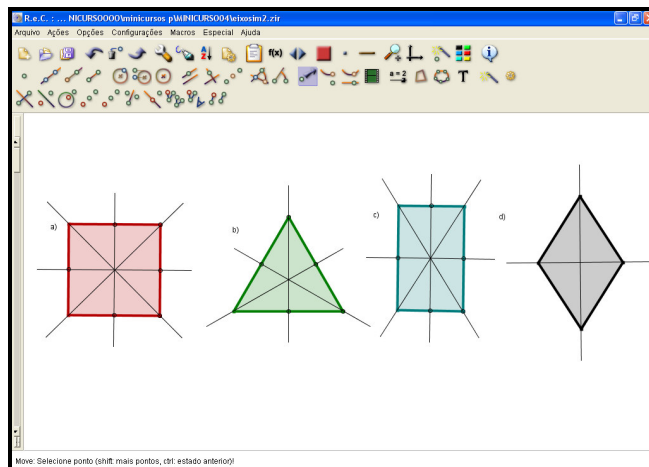 R.e.C. : ... NICURSOOOO\minicursos p\MINICURSO04\eixosim2.zir
Arquivo Ações Opções Configurações Macros Especial Ajuda
f(x)
a = 2
T
a)
b)
c)
d)
Move: Selecione ponto (shift: mais pontos, ctrl: estado anterior)!